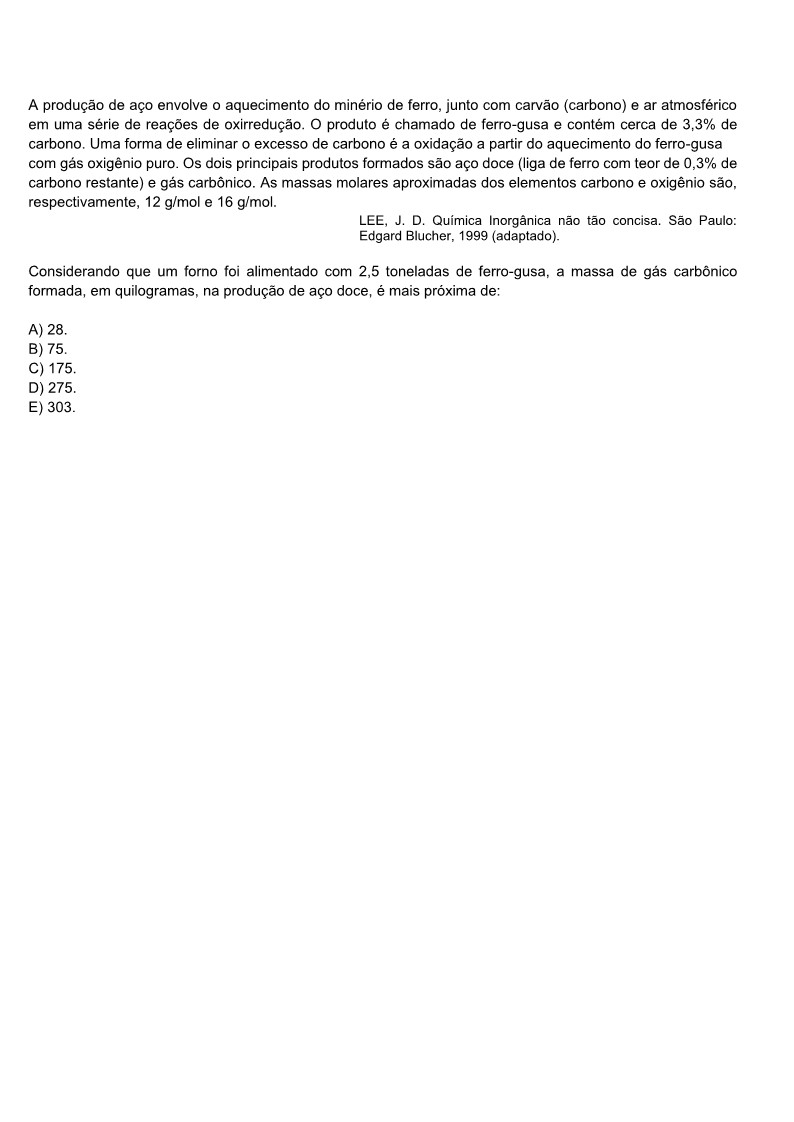 A produção de aço envolve o aquecimento do minério de ferro, junto com carvão (carbono) e ar atmosférico
em uma série de reações de oxirredução. O produto é chamado de ferro-gusa e contém cerca de 3,3% de
carbono. Uma forma de eliminar o excesso de carbono é a oxidação a partir do aquecimento do ferro-gusa
com gás oxigênio puro. Os dois principais produtos formados são aço doce (liga de ferro com teor de 0,3% de
carbono restante) e gás carbônico. As massas molares aproximadas dos elementos carbono e oxigênio são,
respectivamente, 12 g/mol e 16 g/mol.
LEE, J. D. Química Inorgânica não tão concisa. São Paulo:
Edgard Blucher, 1999 (adaptado).
Considerando que um forno foi alimentado com 2,5 toneladas de ferro-gusa, a massa de gás carbônico
formada, em quilogramas, na produção de aço doce, é mais próxima de:
A) 28.
B) 75.
C) 175.
D) 275.
E) 303.